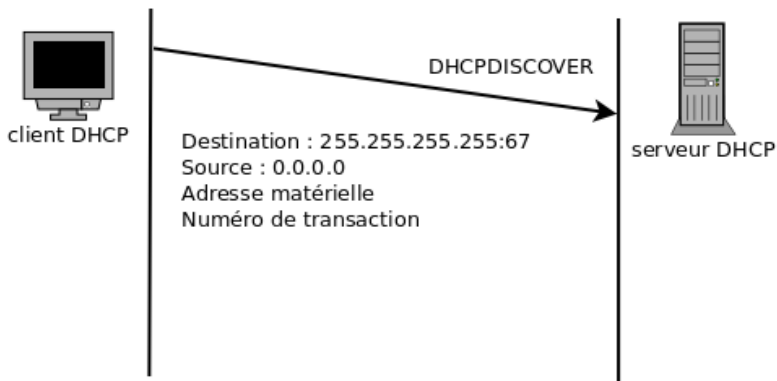 DHCPDISCOVER
client DHCP
serveur DHCP
Destination : 255.255.255.255:67
Source : 0.0.0.0
Adresse matérielle
Numéro de transaction